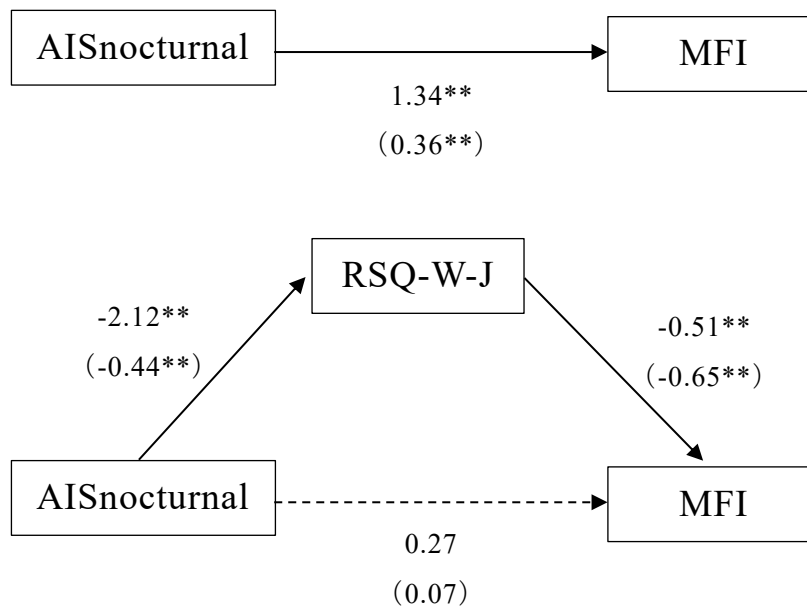 AISnocturnal
MFI
1.34**
（0.36**）
RSQ-W-J
-2.12**
（-0.44**）
-0.51**
（-0.65**）
AISnocturnal
MFI
0.27
（0.07）